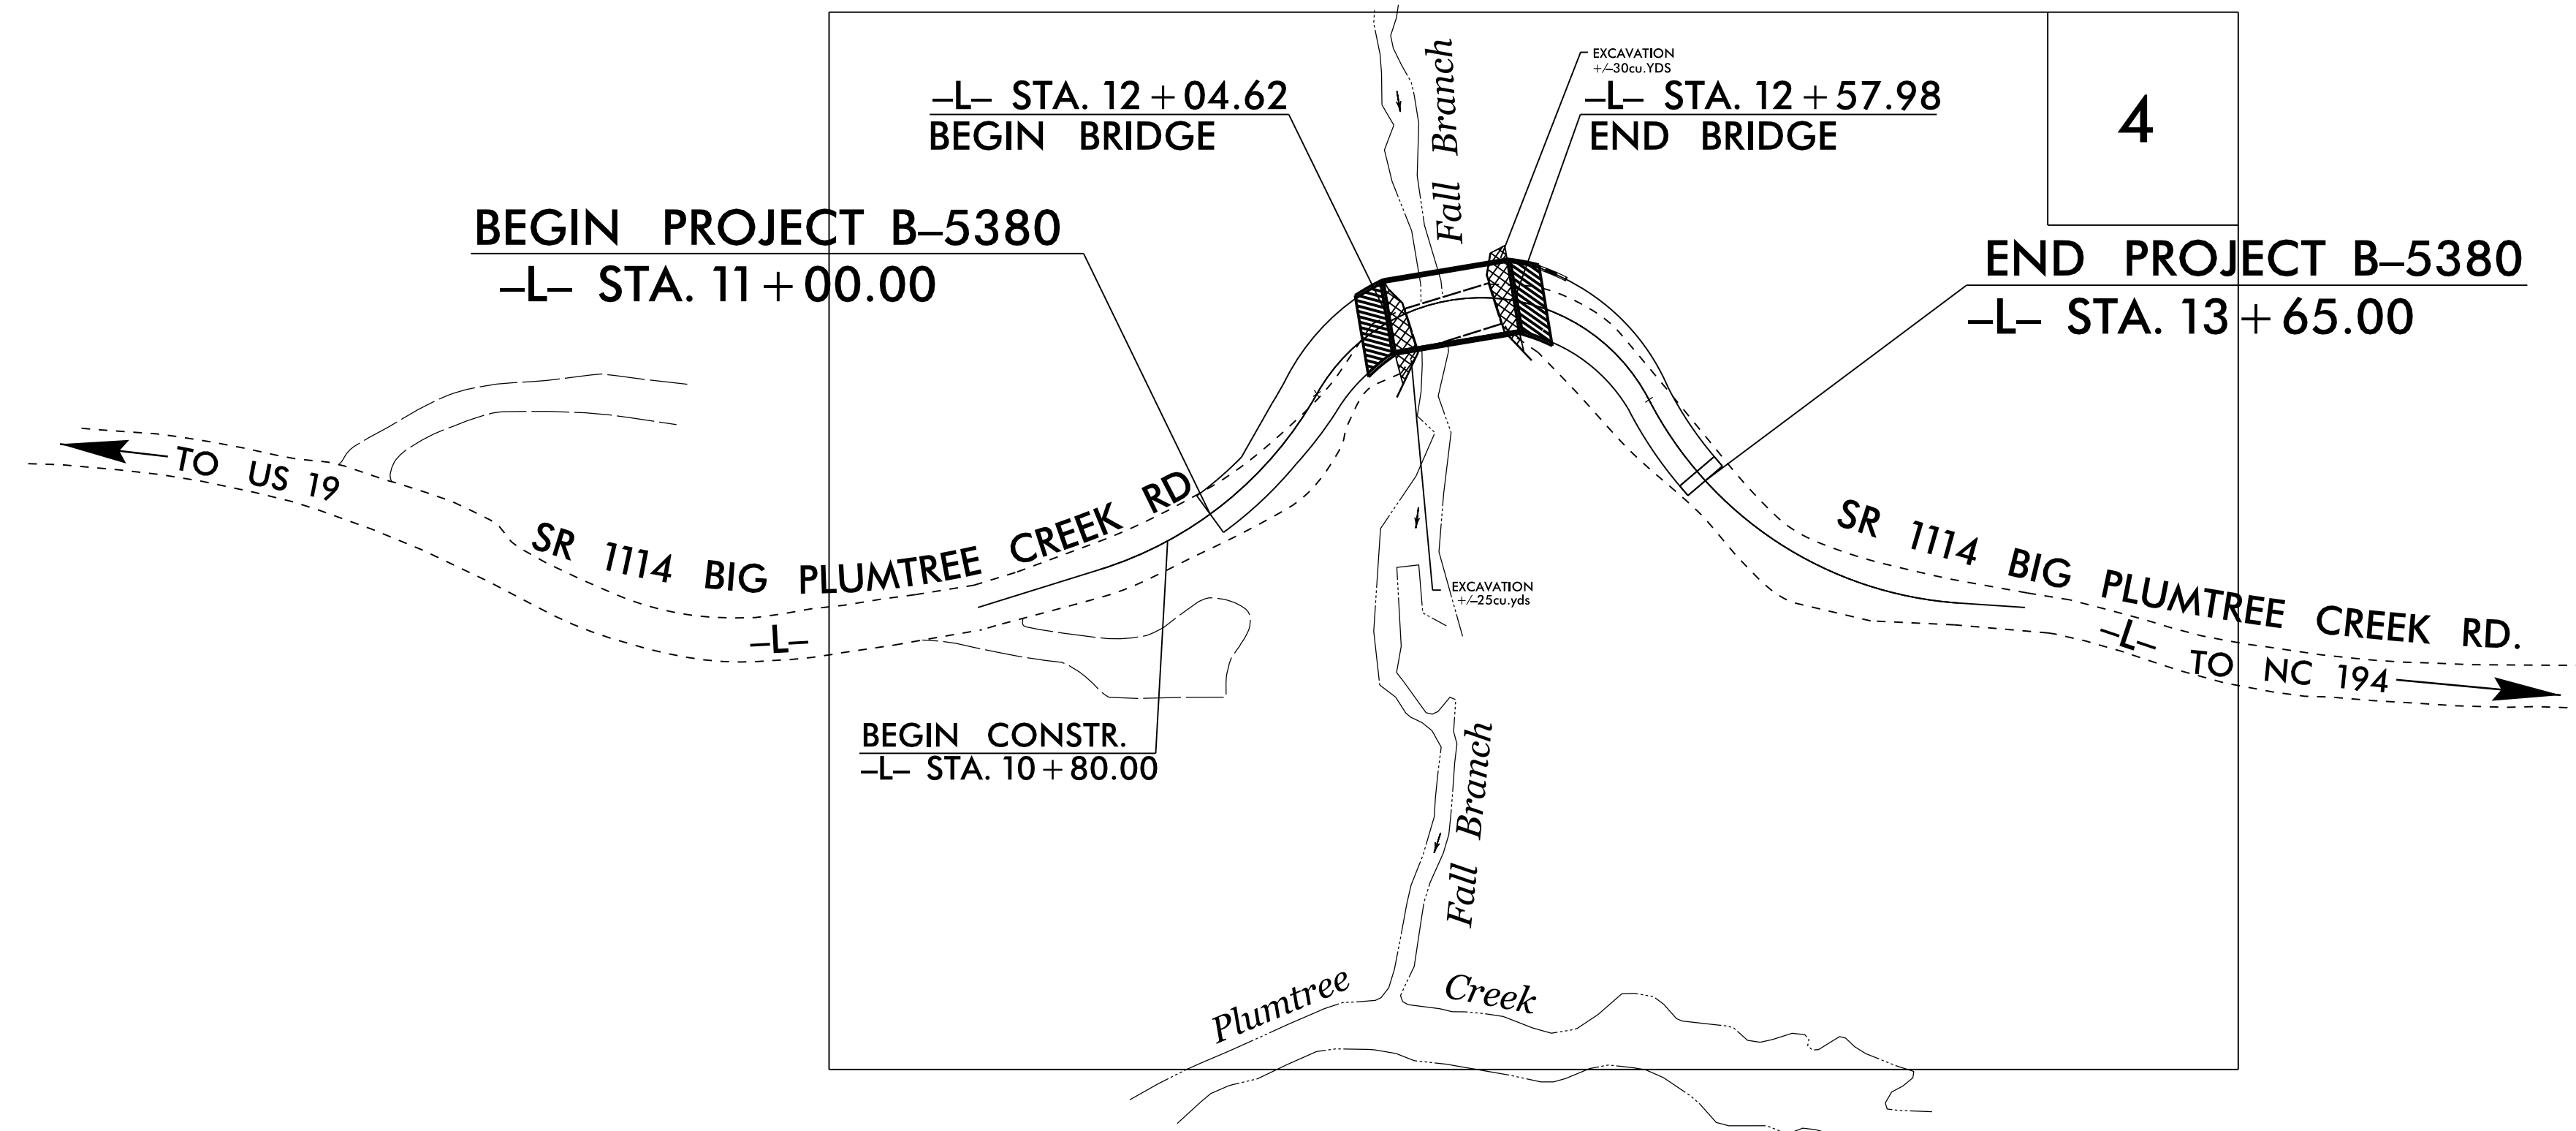 EXCAVATION
+/-30cu.YDS
-L- STA. 12+04.62
BEGIN BRIDGE
Fall Branch
-L- STA. 12+57.98
END BRIDGE
4
BEGIN PROJECT B-5380
-L- STA. 11+00.00
END PROJECT B-5380
-L- STA. 13+65.00
TO US 19
SR 1114 BIG PLUMTREE CREEK RD
-L-
SR 1114 BIG PLUMTREE CREEK RD.
-L-
TO NC 194
EXCAVATION
+/-25cu.yds
BEGIN CONSTR.
-L- STA. 10+80.00
Fall Branch
Plumtree Creek